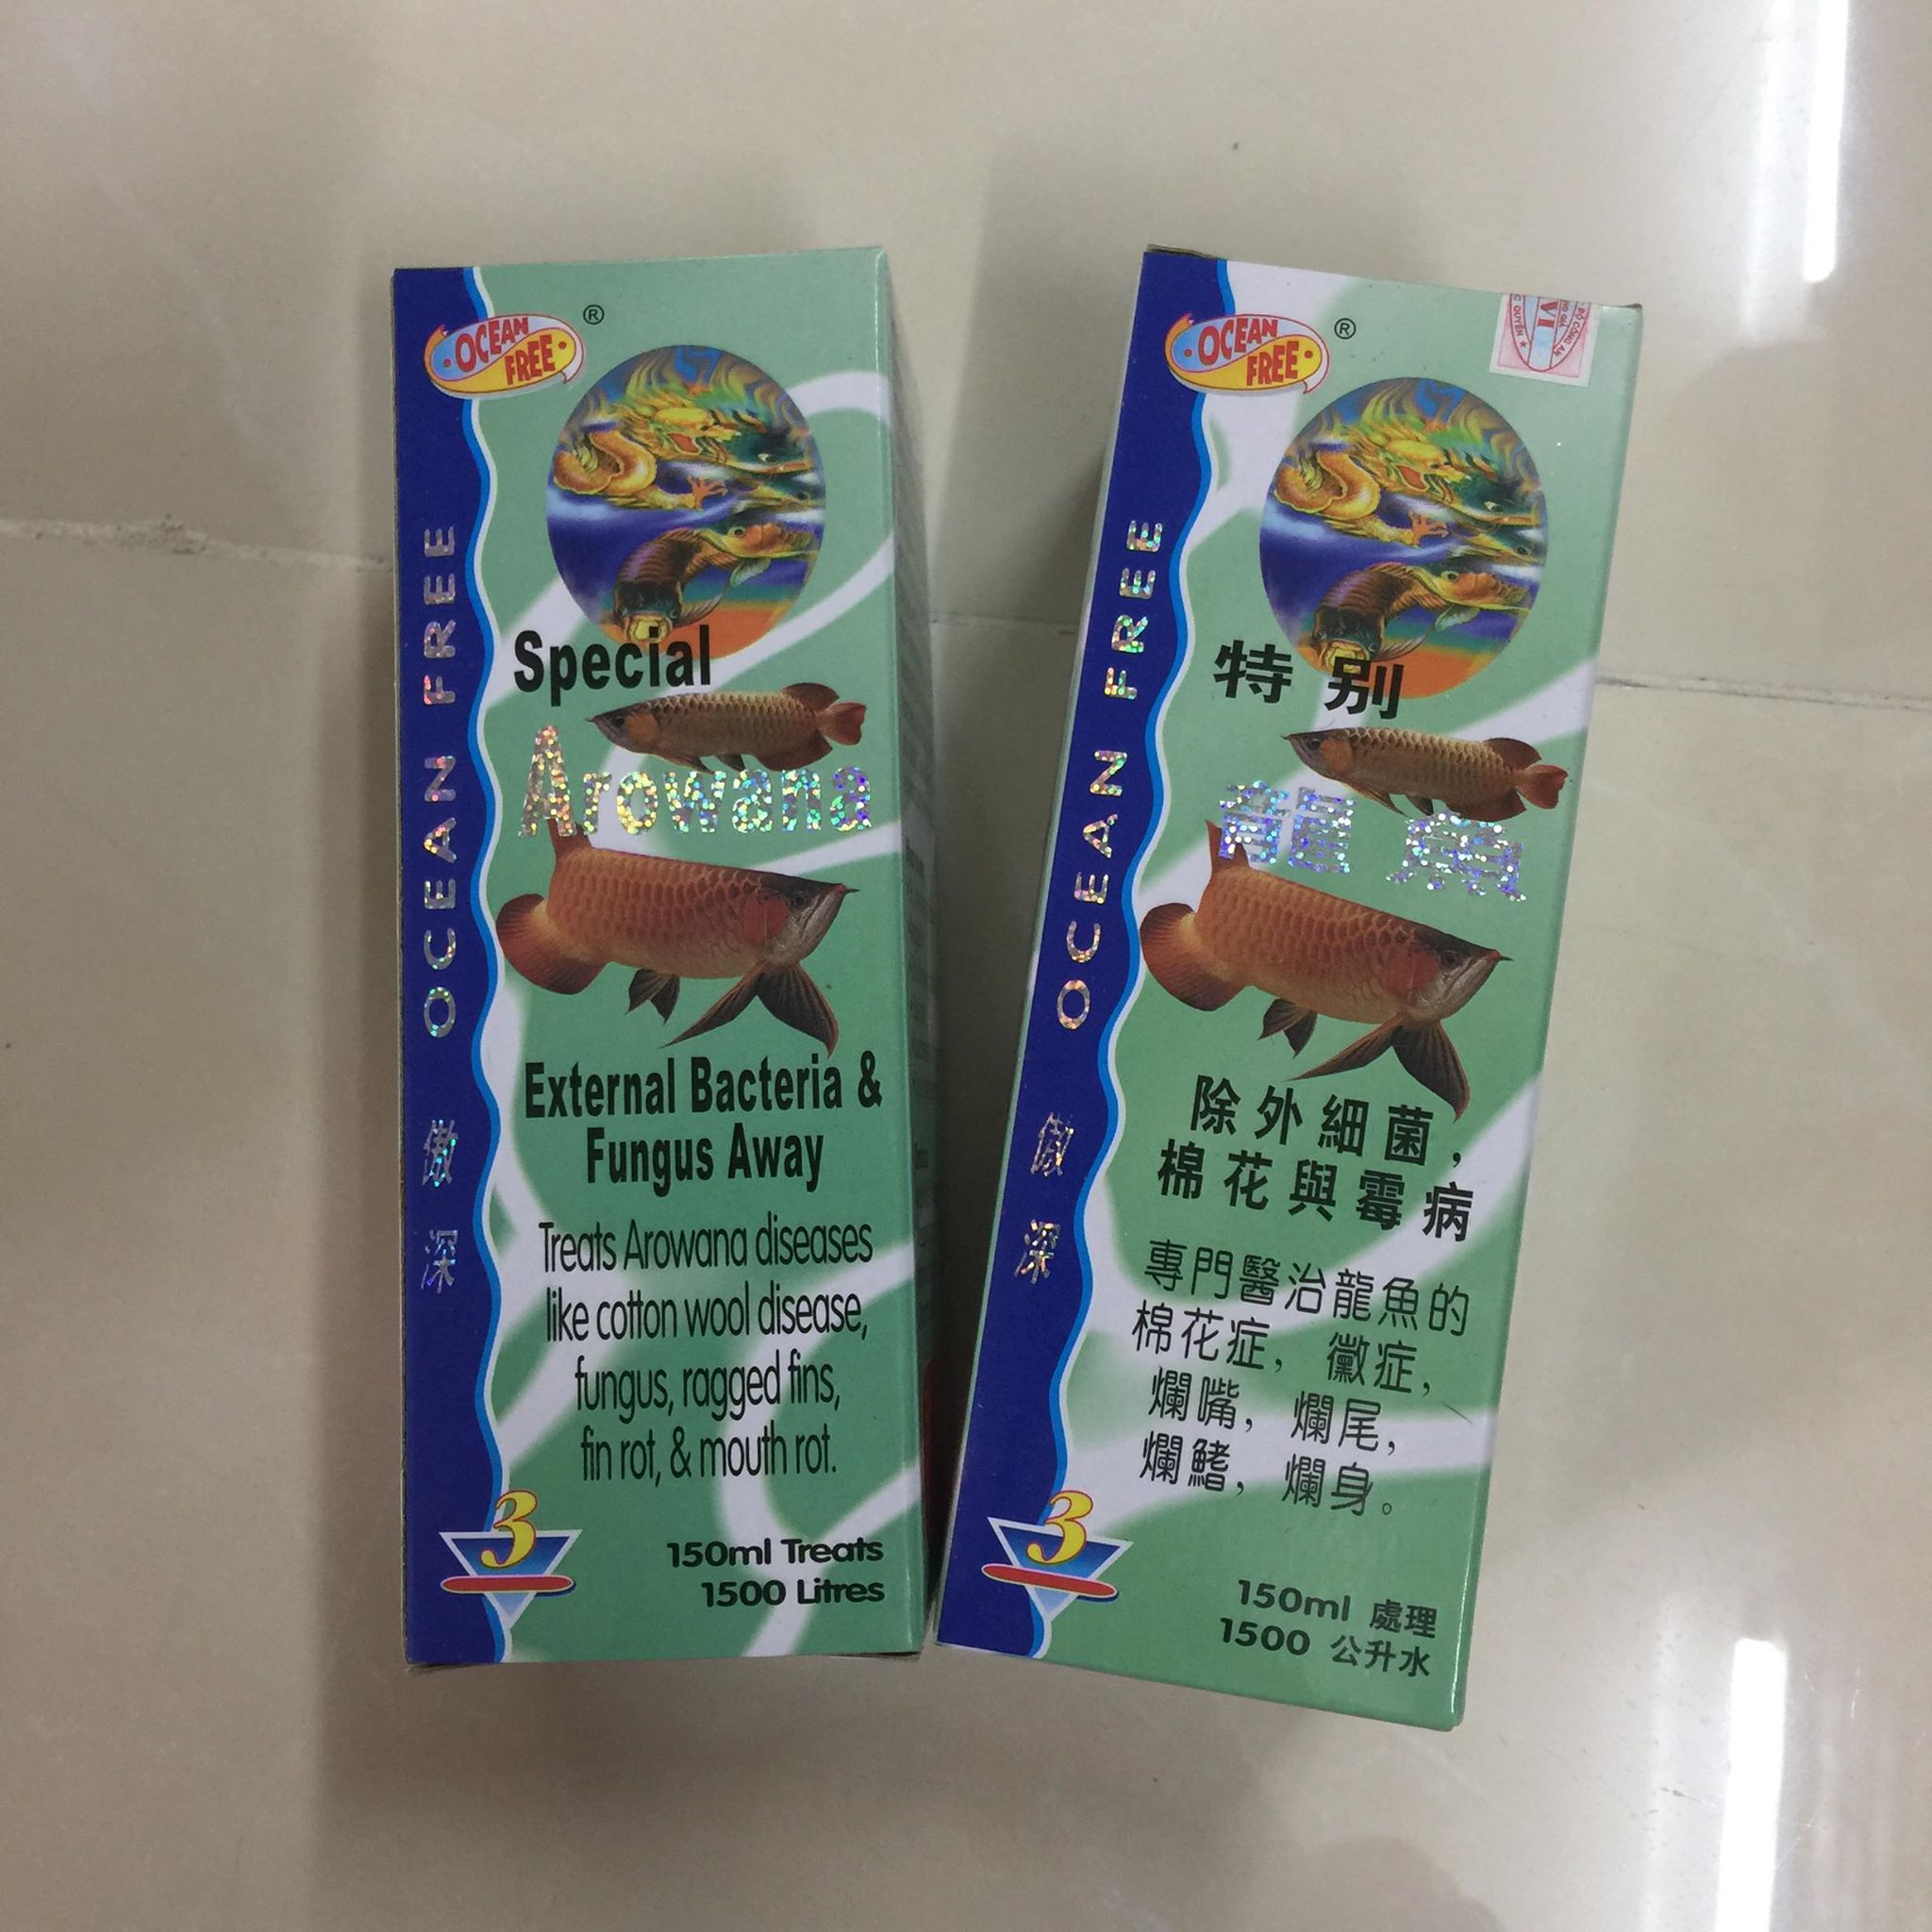 OCEAN
FREE
®
Special
Arowana
External Bacteria &
Fungus Away
Treats Arowana diseases
like cotton wool disease,
fungus, ragged fins,
fin rot, & mouth rot.
3
150ml Treats
1500 Litres
深 傲 OCEAN FREE
OCEAN
FREE
®
特别
龍魚
除外細菌,
棉花與霉病
專門醫治龍魚的
棉花症, 黴症,
爛嘴, 爛尾,
爛鰭, 爛身。
3
150ml 處理
1500 公升水
深 傲 OCEAN FREE
BỘ CÔNG AN